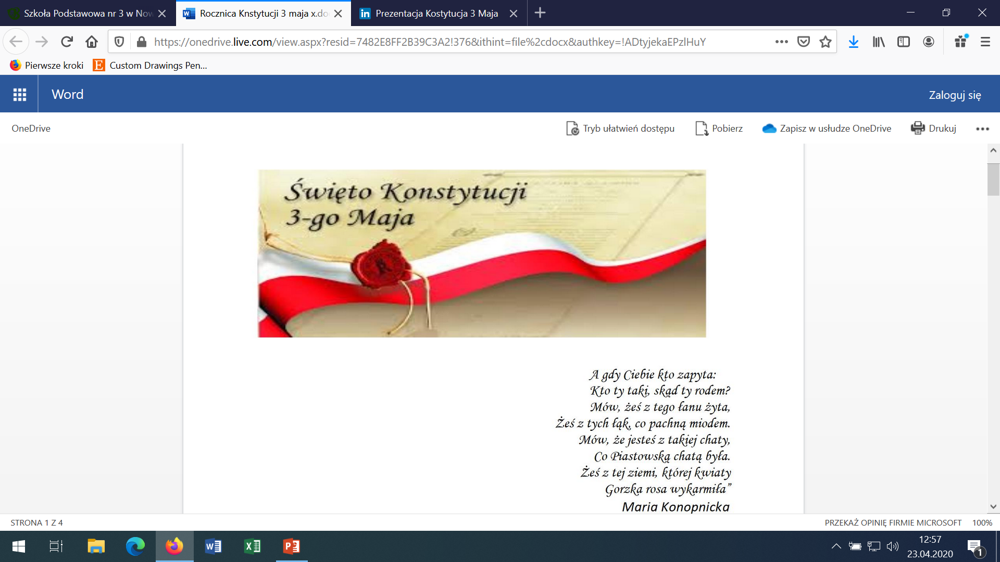 Szkoła Podstawowa nr 3 w Now
Rocznica Knstytucji 3 maja x.do
Prezentacja Kostytucja 3 Maja
https://onedrive.live.com/view.aspx?resid=7482E8FF2B39C3A2!376&ithint=file%2cdocx&authkey=!ADtyjekaEPzlHuY
Pierwsze kroki
Custom Drawings Pen...
Word
Zaloguj się
OneDrive
Tryb ułatwień dostępu
Pobierz
Zapisz w usłudze OneDrive
Drukuj
Święto Konstytucji
3-go Maja
A gdy Ciebie kto zapyta:
Kto ty taki, skąd ty rodem?
Mów, żeś z tego łanu żyta,
Żeś z tych łąk, co pachną miodem.
Mów, że jesteś z takiej chaty,
Co Piastowską chatą była.
Żeś z tej ziemi, której kwiaty
Gorzka rosa wykarmiła”
Maria Konopnicka
STRONA 1 Z 4
PRZEKAŻ OPINIĘ FIRMIE MICROSOFT
100%
12:57
23.04.2020
1